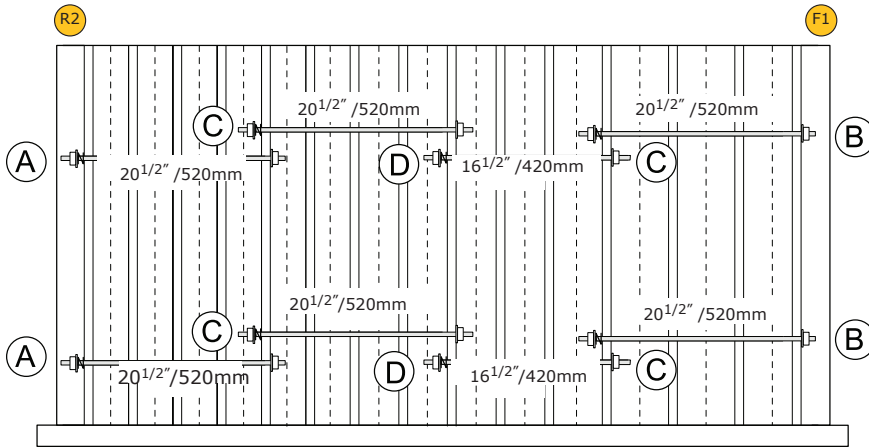 R2 F1
20 1/2" /520mm 20 1/2" /520mm
C
B
A D C
20 1/2" /520mm 16 1/2" /420mm
20 1/2" /520mm 20 1/2" /520mm
C
B
A D C
20 1/2" /520mm 16 1/2" /420mm